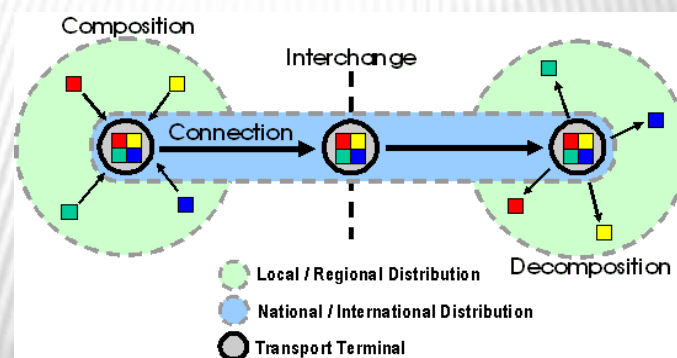 Composition
Interchange
Connection
Decomposition
Local / Regional Distribution
National / International Distribution
Transport Terminal